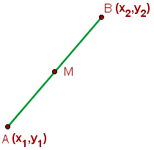 B (x₂,y₂)
M
A (x₁,y₁)